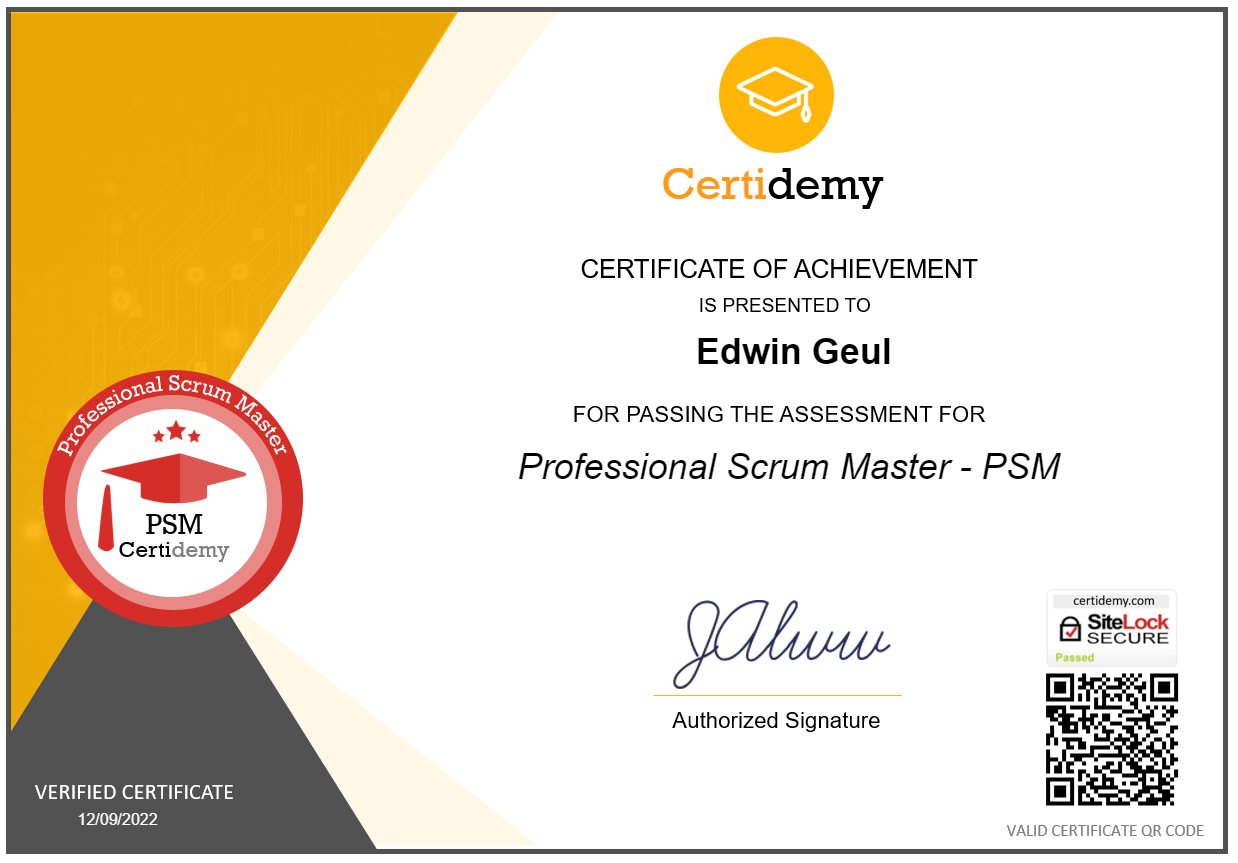 Certidemy
CERTIFICATE OF ACHIEVEMENT
IS PRESENTED TO
Edwin Geul
FOR PASSING THE ASSESSMENT FOR
Professional Scrum Master - PSM
Professional Scrum Master
PSM
Certidemy
Authorized Signature
certidemy.com
SiteLock
SECURE
Passed
VERIFIED CERTIFICATE
12/09/2022
VALID CERTIFICATE QR CODE